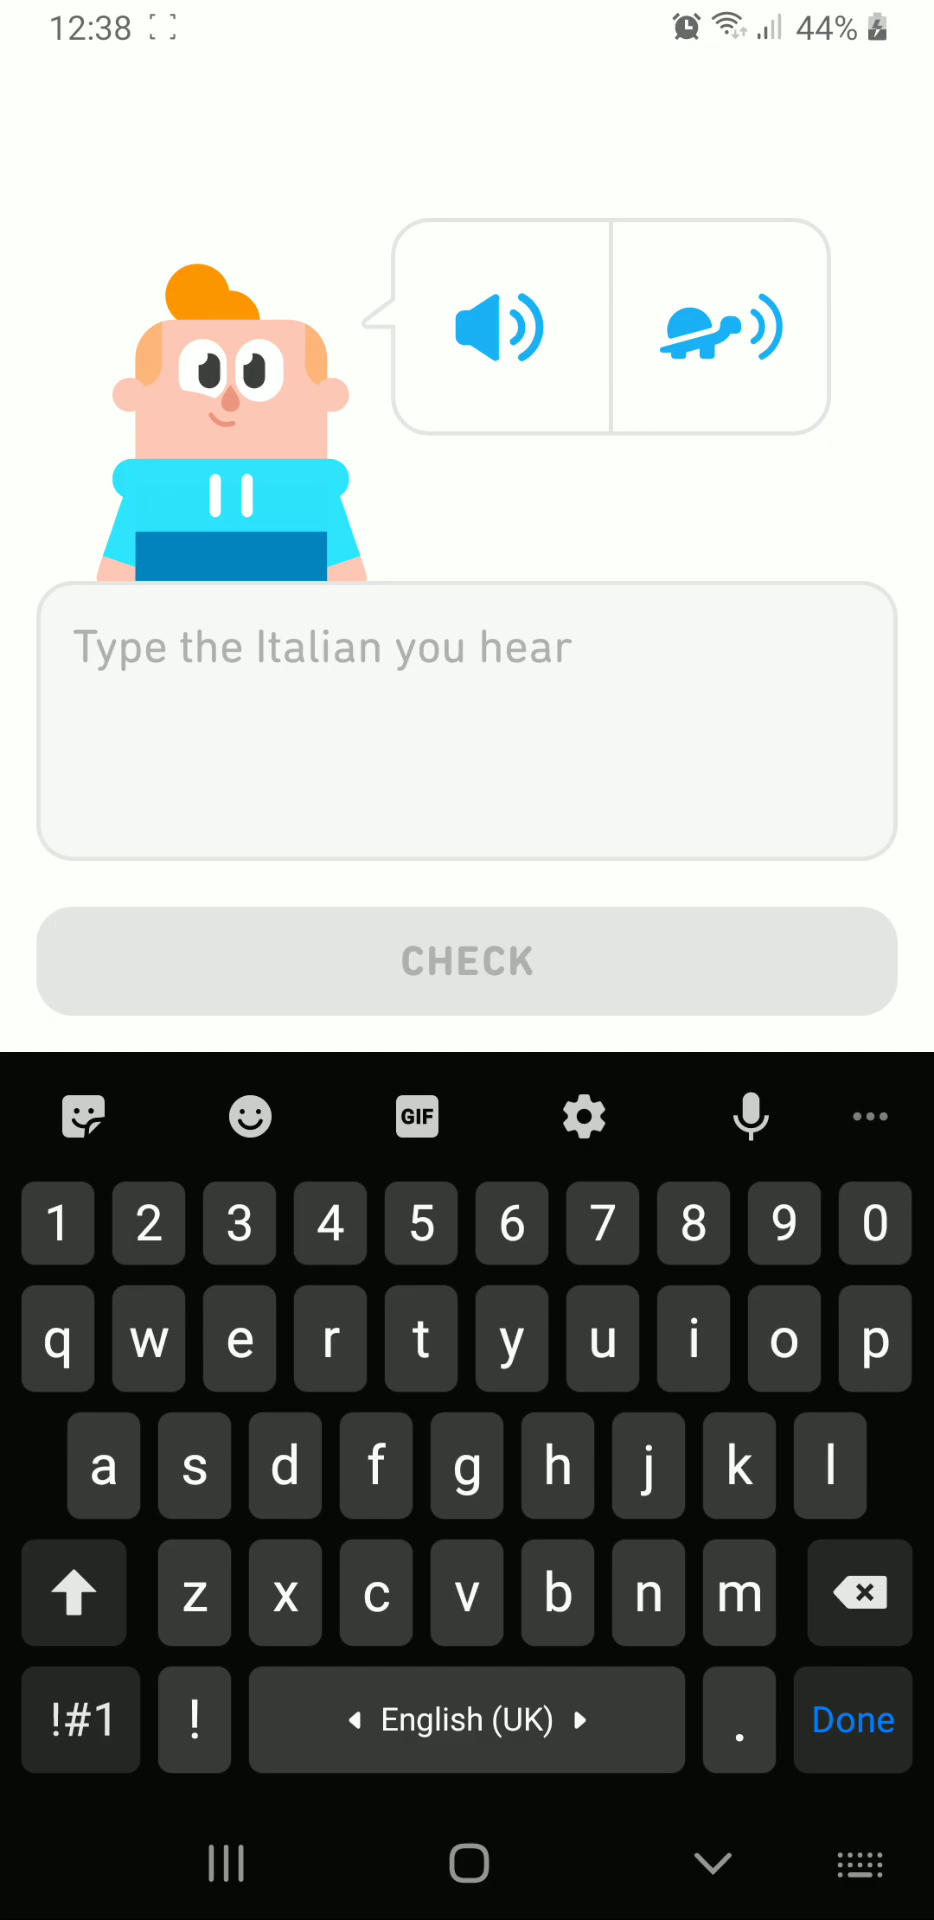 12:38 44%
Type the Italian you hear
CHECK
GIF
1 2 3 4 5 6 7 8 9 0
q w e r t y u i o p
a s d f g h j k l
z x c v b n m
!#1 ! English (UK) . Done